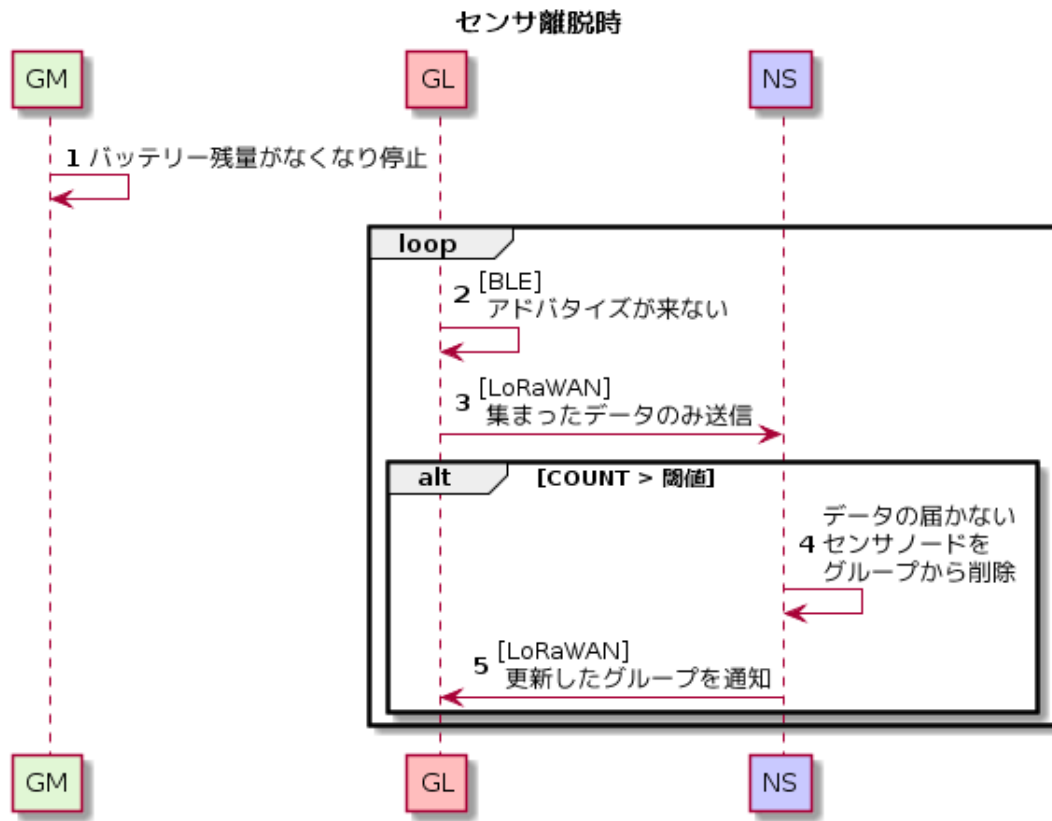 センサ離脱時
GM GL NS
1 バッテリー残量がなくなり停止
loop
2 [BLE]
アドバタイズが来ない
3 [LoRaWAN]
集まったデータのみ送信
alt [COUNT > 閾値]
データの届かない
4 センサノードを
グループから削除
5 [LoRaWAN]
更新したグループを通知
GM GL NS